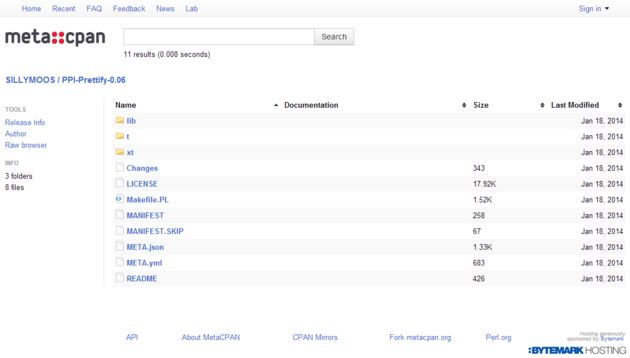 Home Recent FAQ Feedback News Lab Sign in
meta::cpan
Search
11 results (0.008 seconds)
SILLYMOOS / PPI-Prettify-0.06
TOOLS
Release Info
Author
Raw browser
INFO
3 folders
8 files
Name Documentation Size Last Modified
lib Jan 18, 2014
t Jan 18, 2014
xt Jan 18, 2014
Changes 343 Jan 18, 2014
LICENSE 17.92K Jan 18, 2014
Makefile.PL 1.52K Jan 18, 2014
MANIFEST 258 Jan 18, 2014
MANIFEST.SKIP 67 Jan 18, 2014
META.json 1.33K Jan 18, 2014
META.yml 683 Jan 18, 2014
README 426 Jan 18, 2014
API About MetaCPAN CPAN Mirrors Fork metacpan.org Perl.org
Hosting generously
sponsored by Bytemark
BYTEMARK HOSTING